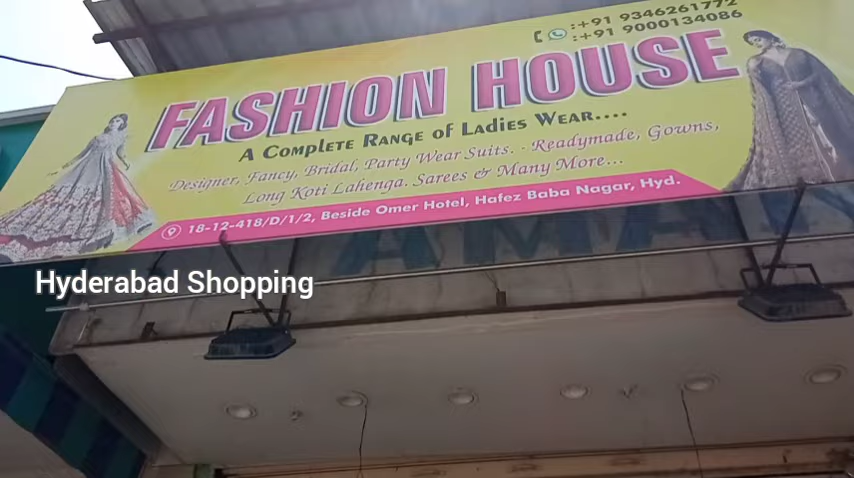 :+91 9346261772
:+91 9000134086
FASHION HOUSE
A COMPLETE RANGE OF LADIES WEAR....
Designer, Fancy, Bridal, Party Wear Suits. - Readymade, Gowns,
Long Koti Lahenga. Sarees & Many More...
18-12-418/D/1/2, Beside Omer Hotel, Hafez Baba Nagar, Hyd.
Hyderabad Shopping